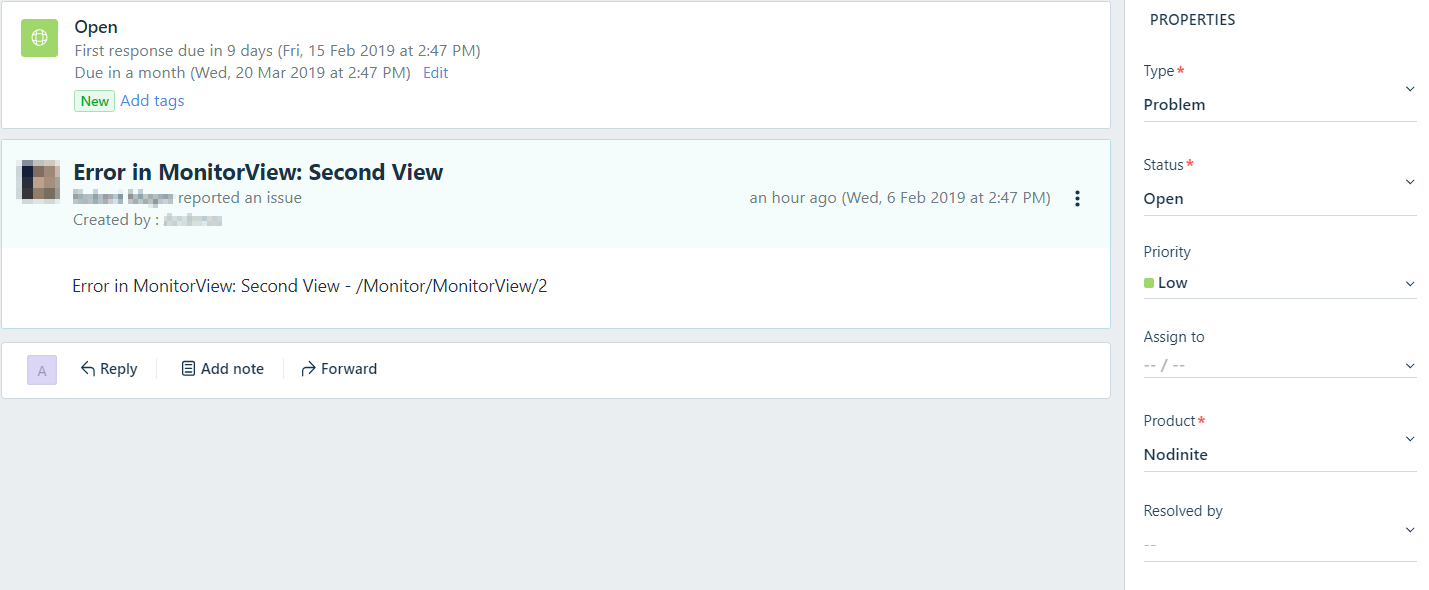 Open
First response due in 9 days (Fri, 15 Feb 2019 at 2:47 PM)
Due in a month (Wed, 20 Mar 2019 at 2:47 PM) Edit
New Add tags
Error in MonitorView: Second View
reported an issue an hour ago (Wed, 6 Feb 2019 at 2:47 PM)
Created by :
Error in MonitorView: Second View - /Monitor/MonitorView/2
A Reply Add note Forward
PROPERTIES
Type*
Problem
Status*
Open
Priority
Low
Assign to
-- / --
Product*
Nodinite
Resolved by
--